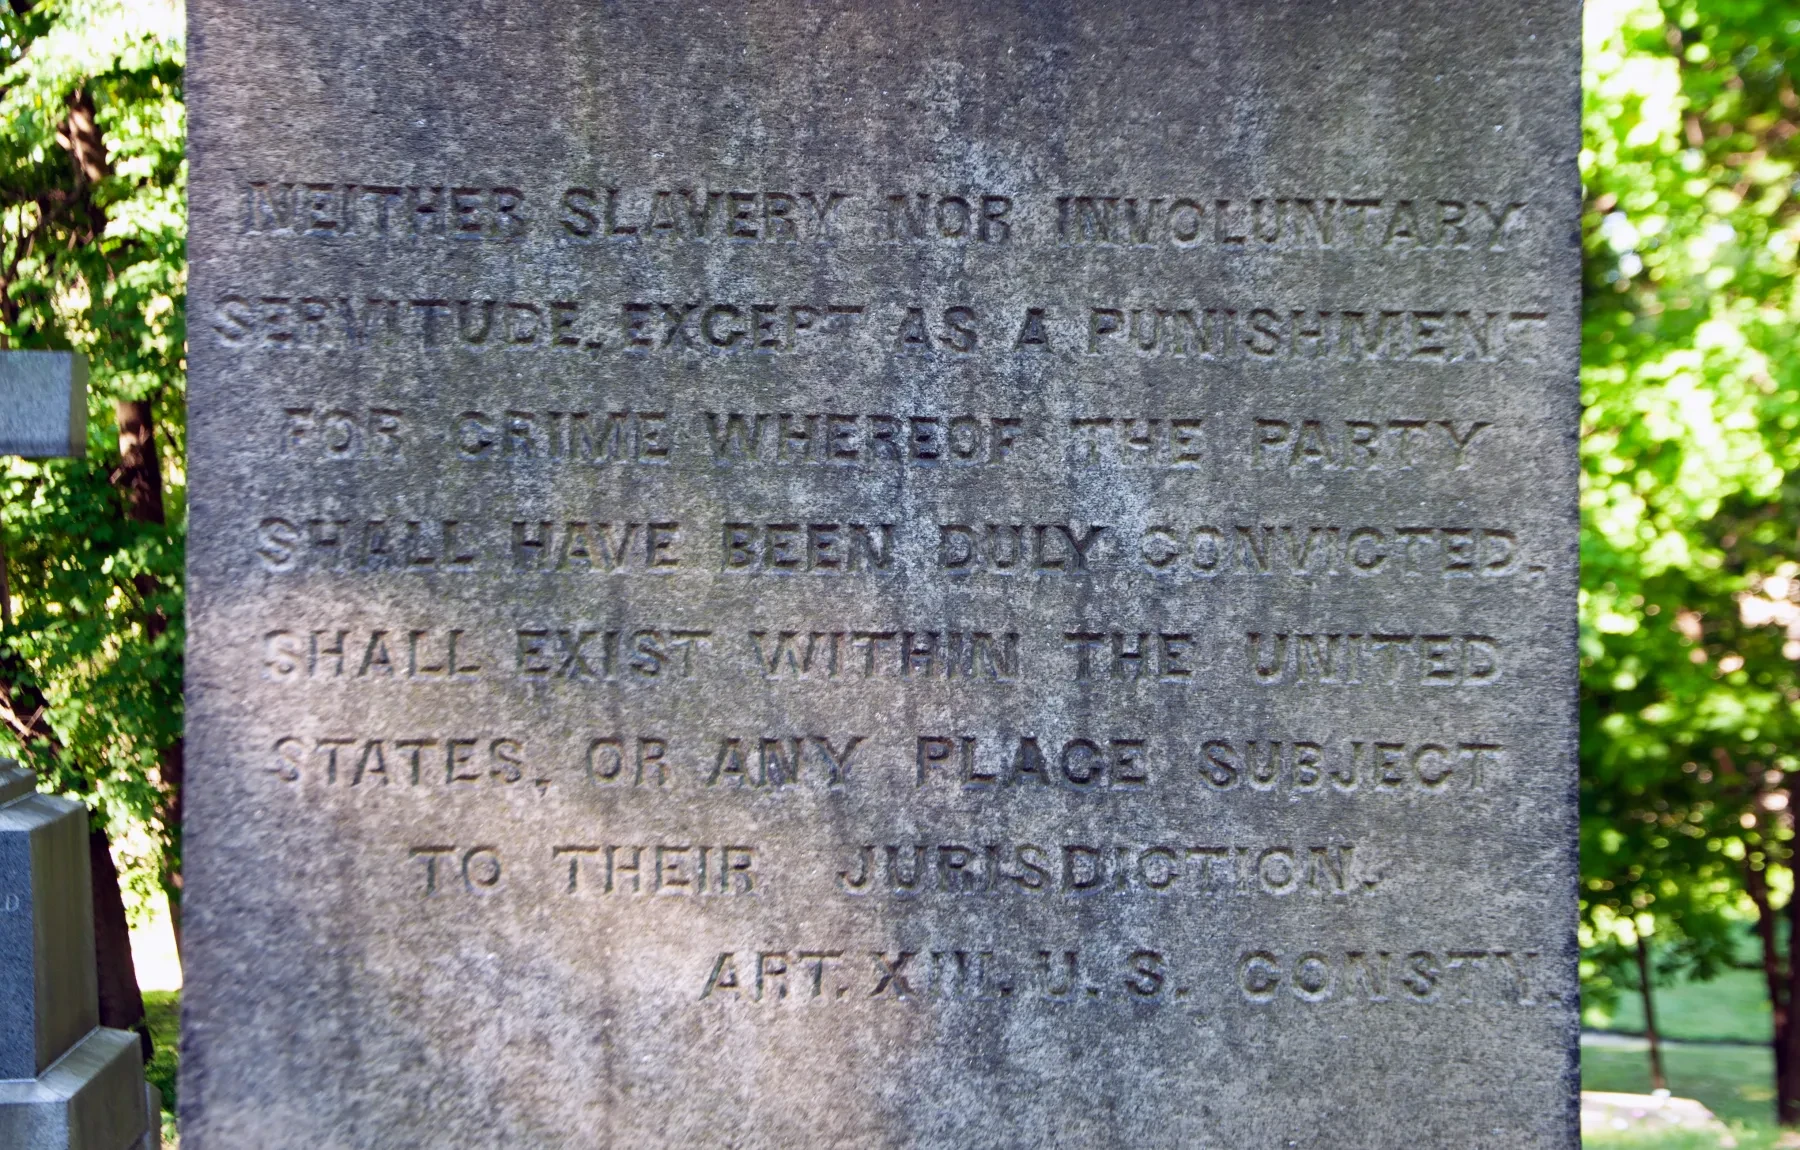 NEITHER SLAVERY NOR INVOLUNTARY
SERVITUDE, EXCEPT AS A PUNISHMENT
FOR CRIME WHEREOF THE PARTY
SHALL HAVE BEEN DULY CONVICTED,
SHALL EXIST WITHIN THE UNITED
STATES, OR ANY PLACE SUBJECT
TO THEIR JURISDICTION.
ART. XIII. U. S. CONSTN.